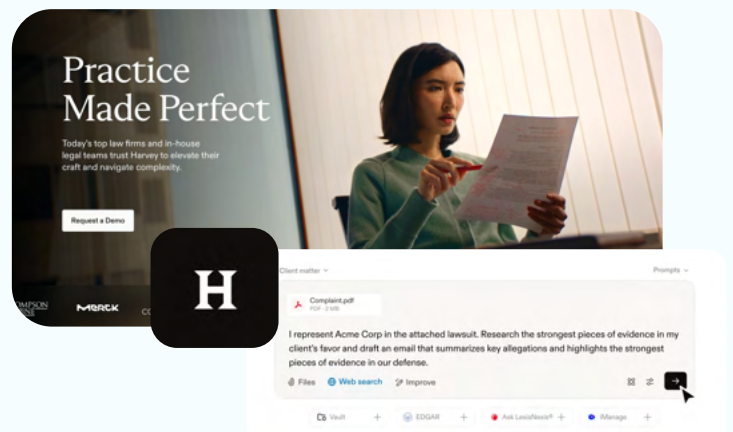 Practice
Made Perfect
Today's top law firms and in-house
legal teams trust Harvey to elevate their
craft and navigate complexity.
Request a Demo
MERCK
H
Client matter
Prompts
Complaint.pdf
PDF · 2 MB
I represent Acme Corp in the attached lawsuit. Research the strongest pieces of evidence in my
client's favor and draft an email that summarizes key allegations and highlights the strongest
pieces of evidence in our defense.
Files Web search Improve
Vault EDGAR Ask LexisNexis® iManage